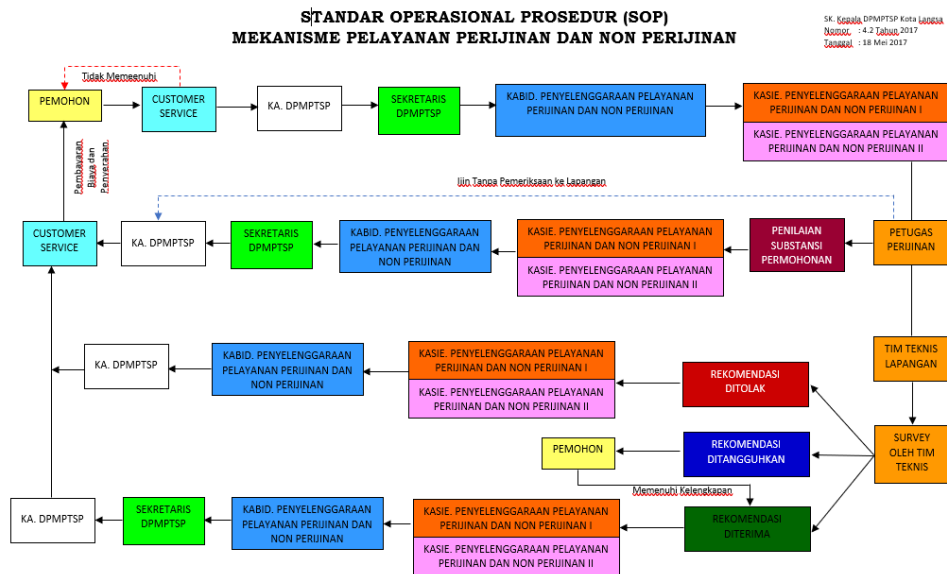 STANDAR OPERASIONAL PROSEDUR (SOP)
MEKANISME PELAYANAN PERIJINAN DAN NON PERIJINAN
SK. Kepala DPMPTSP Kota Langsa
Nomor : 4.2 Tahun 2017
Tanggal : 18 Mei 2017
Tidak Memeenuhi
PEMOHON
CUSTOMER
SERVICE
KA. DPMPTSP
SEKRETARIS
DPMPTSP
KABID. PENYELENGGARAAN PELAYANAN
PERIJINAN DAN NON PERIJINAN
KASIE. PENYELENGGARAAN PELAYANAN
PERIJINAN DAN NON PERIJINAN I
KASIE. PENYELENGGARAAN PELAYANAN
PERIJINAN DAN NON PERIJINAN II
Pembayaran
Biaya dan
Penyerahan
Ijin Tanpa Pemeriksaan ke Lapangan
CUSTOMER
SERVICE
KA. DPMPTSP
SEKRETARIS
DPMPTSP
KABID. PENYELENGGARAAN
PELAYANAN PERIJINAN DAN
NON PERIJINAN
KASIE. PENYELENGGARAAN PELAYANAN
PERIJINAN DAN NON PERIJINAN I
KASIE. PENYELENGGARAAN PELAYANAN
PERIJINAN DAN NON PERIJINAN II
PENILAIAN
SUBSTANSI
PERMOHONAN
PETUGAS
PERIJINAN
KA. DPMPTSP
KABID. PENYELENGGARAAN
PELAYANAN PERIJINAN DAN
NON PERIJINAN
KASIE. PENYELENGGARAAN PELAYANAN
PERIJINAN DAN NON PERIJINAN I
KASIE. PENYELENGGARAAN PELAYANAN
PERIJINAN DAN NON PERIJINAN II
REKOMENDASI
DITOLAK
TIM TEKNIS
LAPANGAN
PEMOHON
REKOMENDASI
DITANGGUHKAN
SURVEY
OLEH TIM
TEKNIS
Memenuhi Kelengkapan
KA. DPMPTSP
SEKRETARIS
DPMPTSP
KABID. PENYELENGGARAAN
PELAYANAN PERIJINAN DAN
NON PERIJINAN
KASIE. PENYELENGGARAAN PELAYANAN
PERIJINAN DAN NON PERIJINAN I
KASIE. PENYELENGGARAAN PELAYANAN
PERIJINAN DAN NON PERIJINAN II
REKOMENDASI
DITERIMA